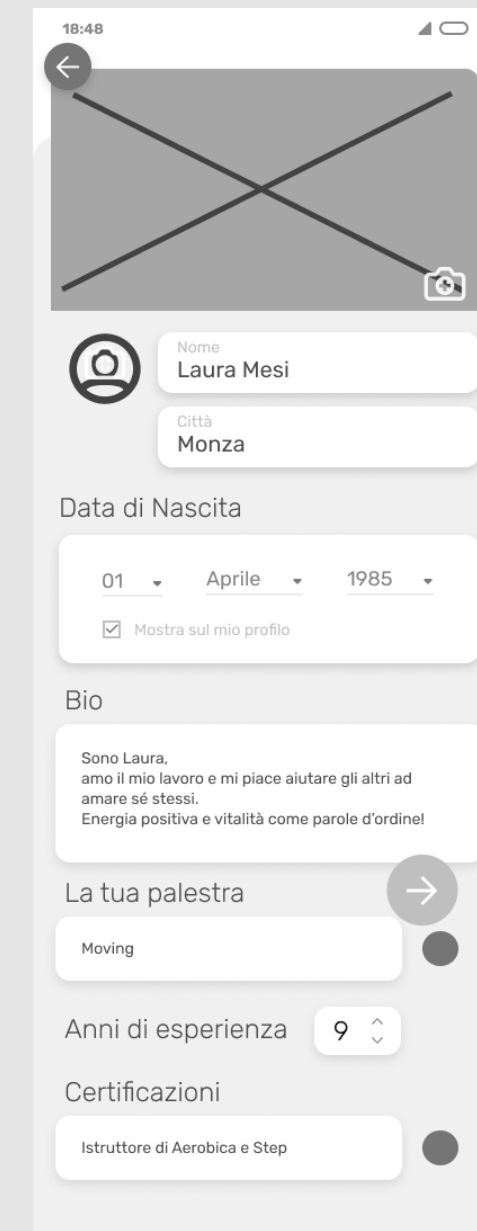 18:48
Nome
Laura Mesi
Città
Monza
Data di Nascita
01 Aprile 1985
Mostra sul mio profilo
Bio
Sono Laura,
amo il mio lavoro e mi piace aiutare gli altri ad
amare sé stessi.
Energia positiva e vitalità come parole d'ordine!
La tua palestra
Moving
Anni di esperienza 9
Certificazioni
Istruttore di Aerobica e Step